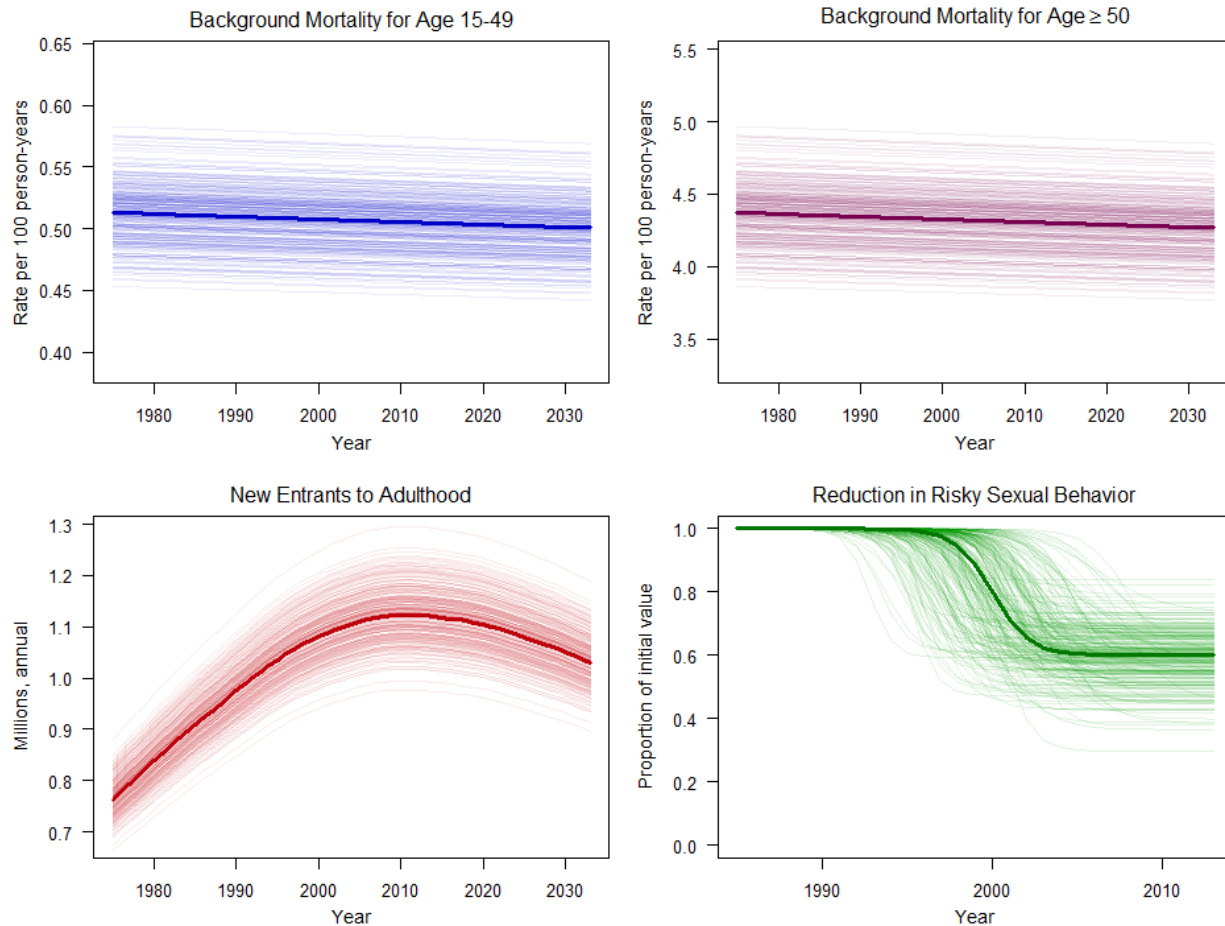 Background Mortality for Age 15-49
Rate per 100 person-years
0.65
0.60
0.55
0.50
0.45
0.40
1980 1990 2000 2010 2020 2030
Year
Background Mortality for Age ≥ 50
Rate per 100 person-years
5.5
5.0
4.5
4.0
3.5
1980 1990 2000 2010 2020 2030
Year
New Entrants to Adulthood
Millions, annual
1.3
1.2
1.1
1.0
0.9
0.8
0.7
1980 1990 2000 2010 2020 2030
Year
Reduction in Risky Sexual Behavior
Proportion of initial value
1.0
0.8
0.6
0.4
0.2
0.0
1990 2000 2010
Year